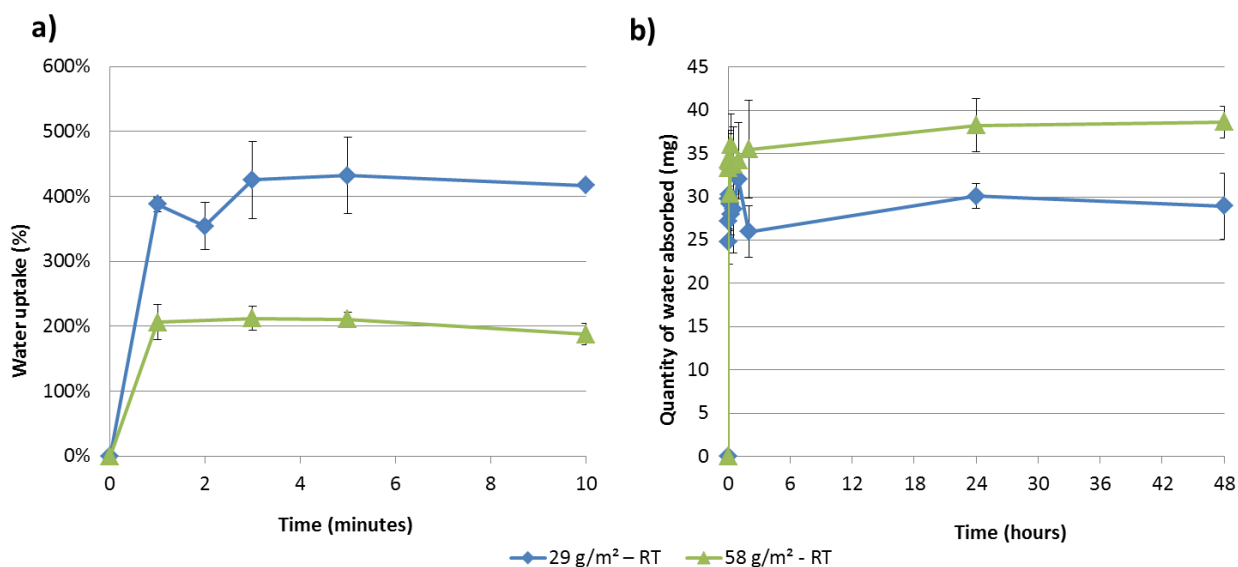 a)
600%
500%
400%
300%
200%
100%
0%
Water uptake (%)
0 2 4 6 8 10
Time (minutes)
b)
45
40
35
30
25
20
15
10
5
0
Quantity of water absorbed (mg)
0 6 12 18 24 30 36 42 48
Time (hours)
29 g/m² – RT 58 g/m² - RT